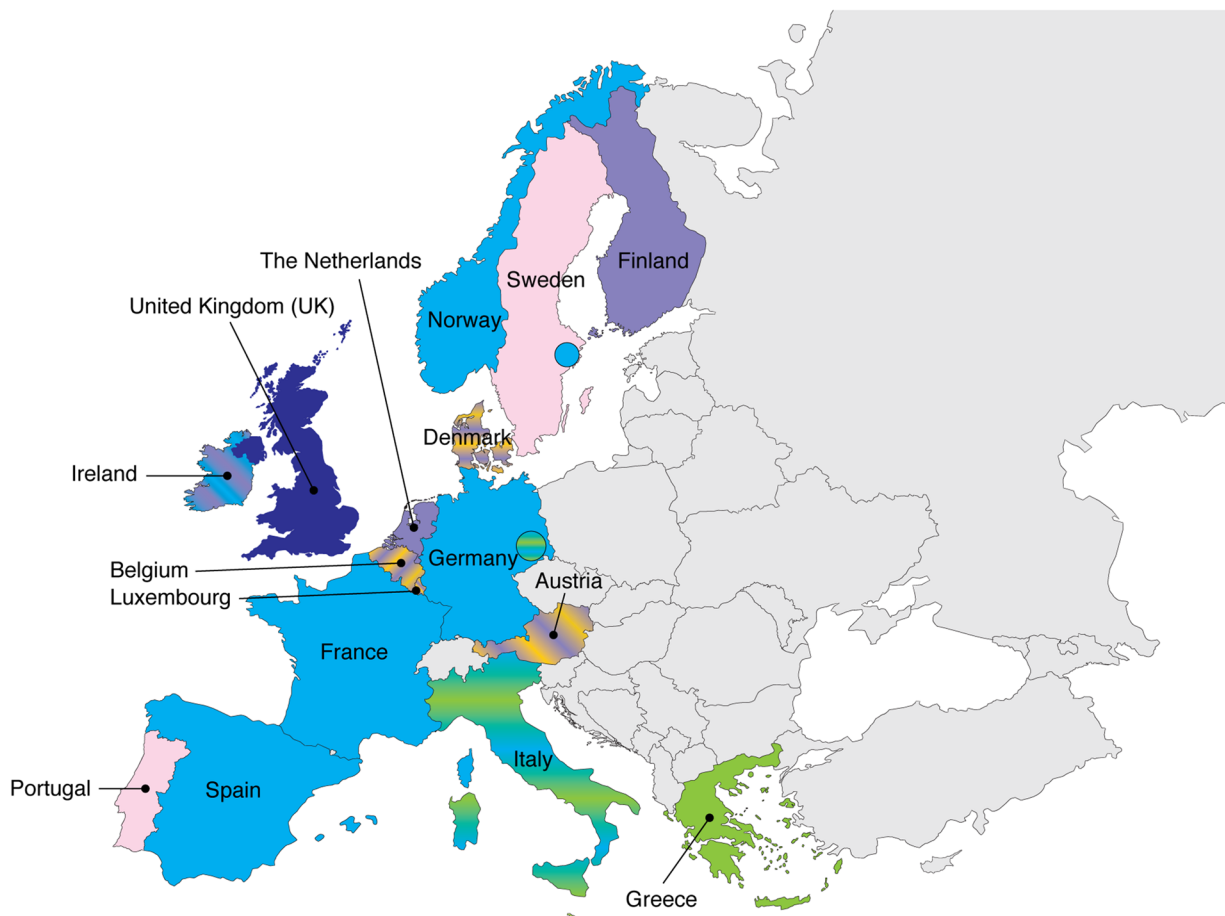 Finland
The Netherlands
Sweden
United Kingdom (UK)
Norway
Denmark
Ireland
Germany
Belgium
Austria
Luxembourg
France
Italy
Portugal
Spain
Greece